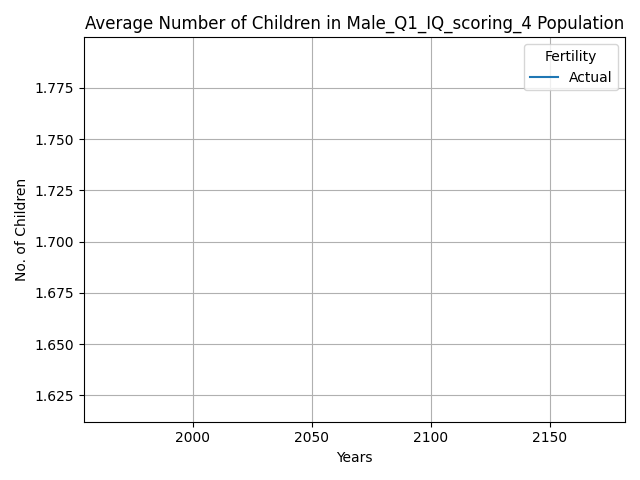 Average Number of Children in Male_Q1_IQ_scoring_4 Population
Fertility
Actual
1.775
1.750
1.725
1.700
1.675
1.650
1.625
No. of Children
2000
2050
2100
2150
Years